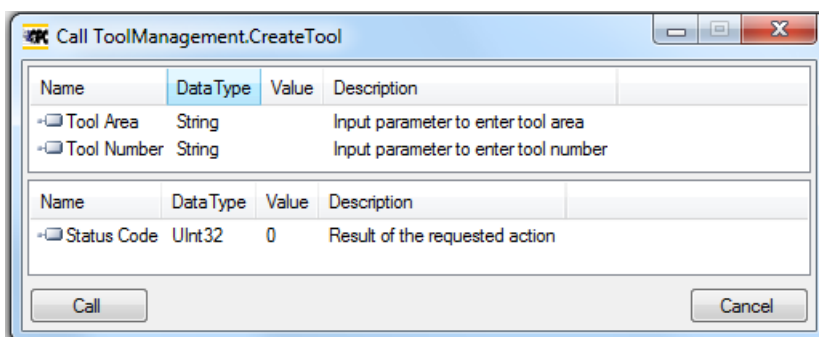 OPC Call ToolManagement.CreateTool
Name DataType Value Description
Tool Area String Input parameter to enter tool area
Tool Number String Input parameter to enter tool number
Name DataType Value Description
Status Code UInt32 0 Result of the requested action
Call Cancel